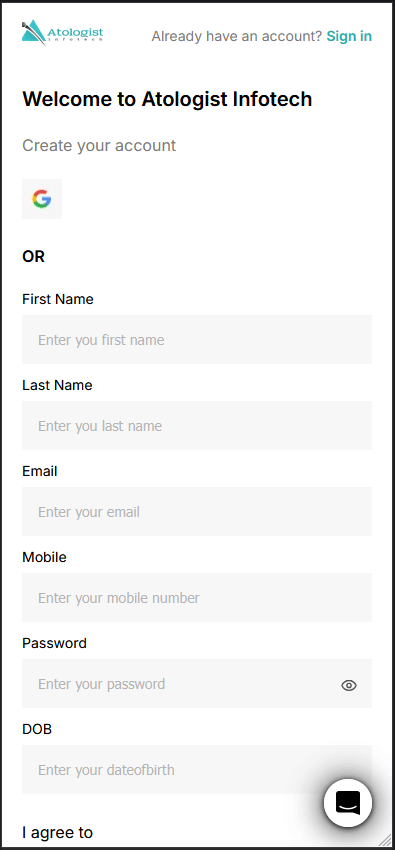 Atologist
Infotech
Already have an account? Sign in
Welcome to Atologist Infotech
Create your account
OR
First Name
Enter you first name
Last Name
Enter you last name
Email
Enter your email
Mobile
Enter your mobile number
Password
Enter your password
DOB
Enter your dateofbirth
I agree to